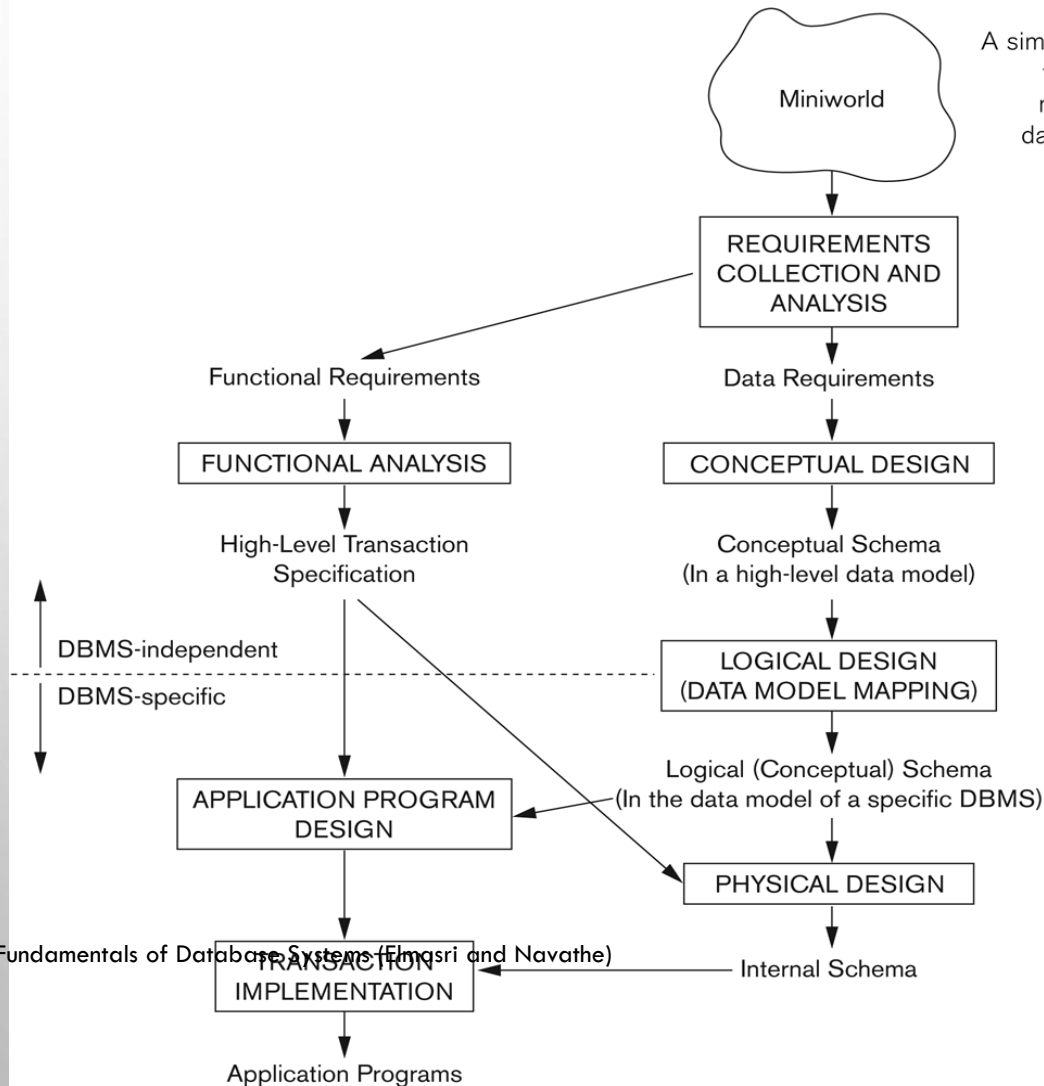 A sim
Miniworld
da
REQUIREMENTS
COLLECTION AND
ANALYSIS
Functional Requirements
Data Requirements
FUNCTIONAL ANALYSIS
CONCEPTUAL DESIGN
High-Level Transaction
Specification
Conceptual Schema
(In a high-level data model)
DBMS-independent
DBMS-specific
LOGICAL DESIGN
(DATA MODEL MAPPING)
Logical (Conceptual) Schema
(In the data model of a specific DBMS)
APPLICATION PROGRAM
DESIGN
PHYSICAL DESIGN
Fundamentals of Database Systems (Elmasri and Navathe)
TRANSACTION
IMPLEMENTATION
Internal Schema
Application Programs